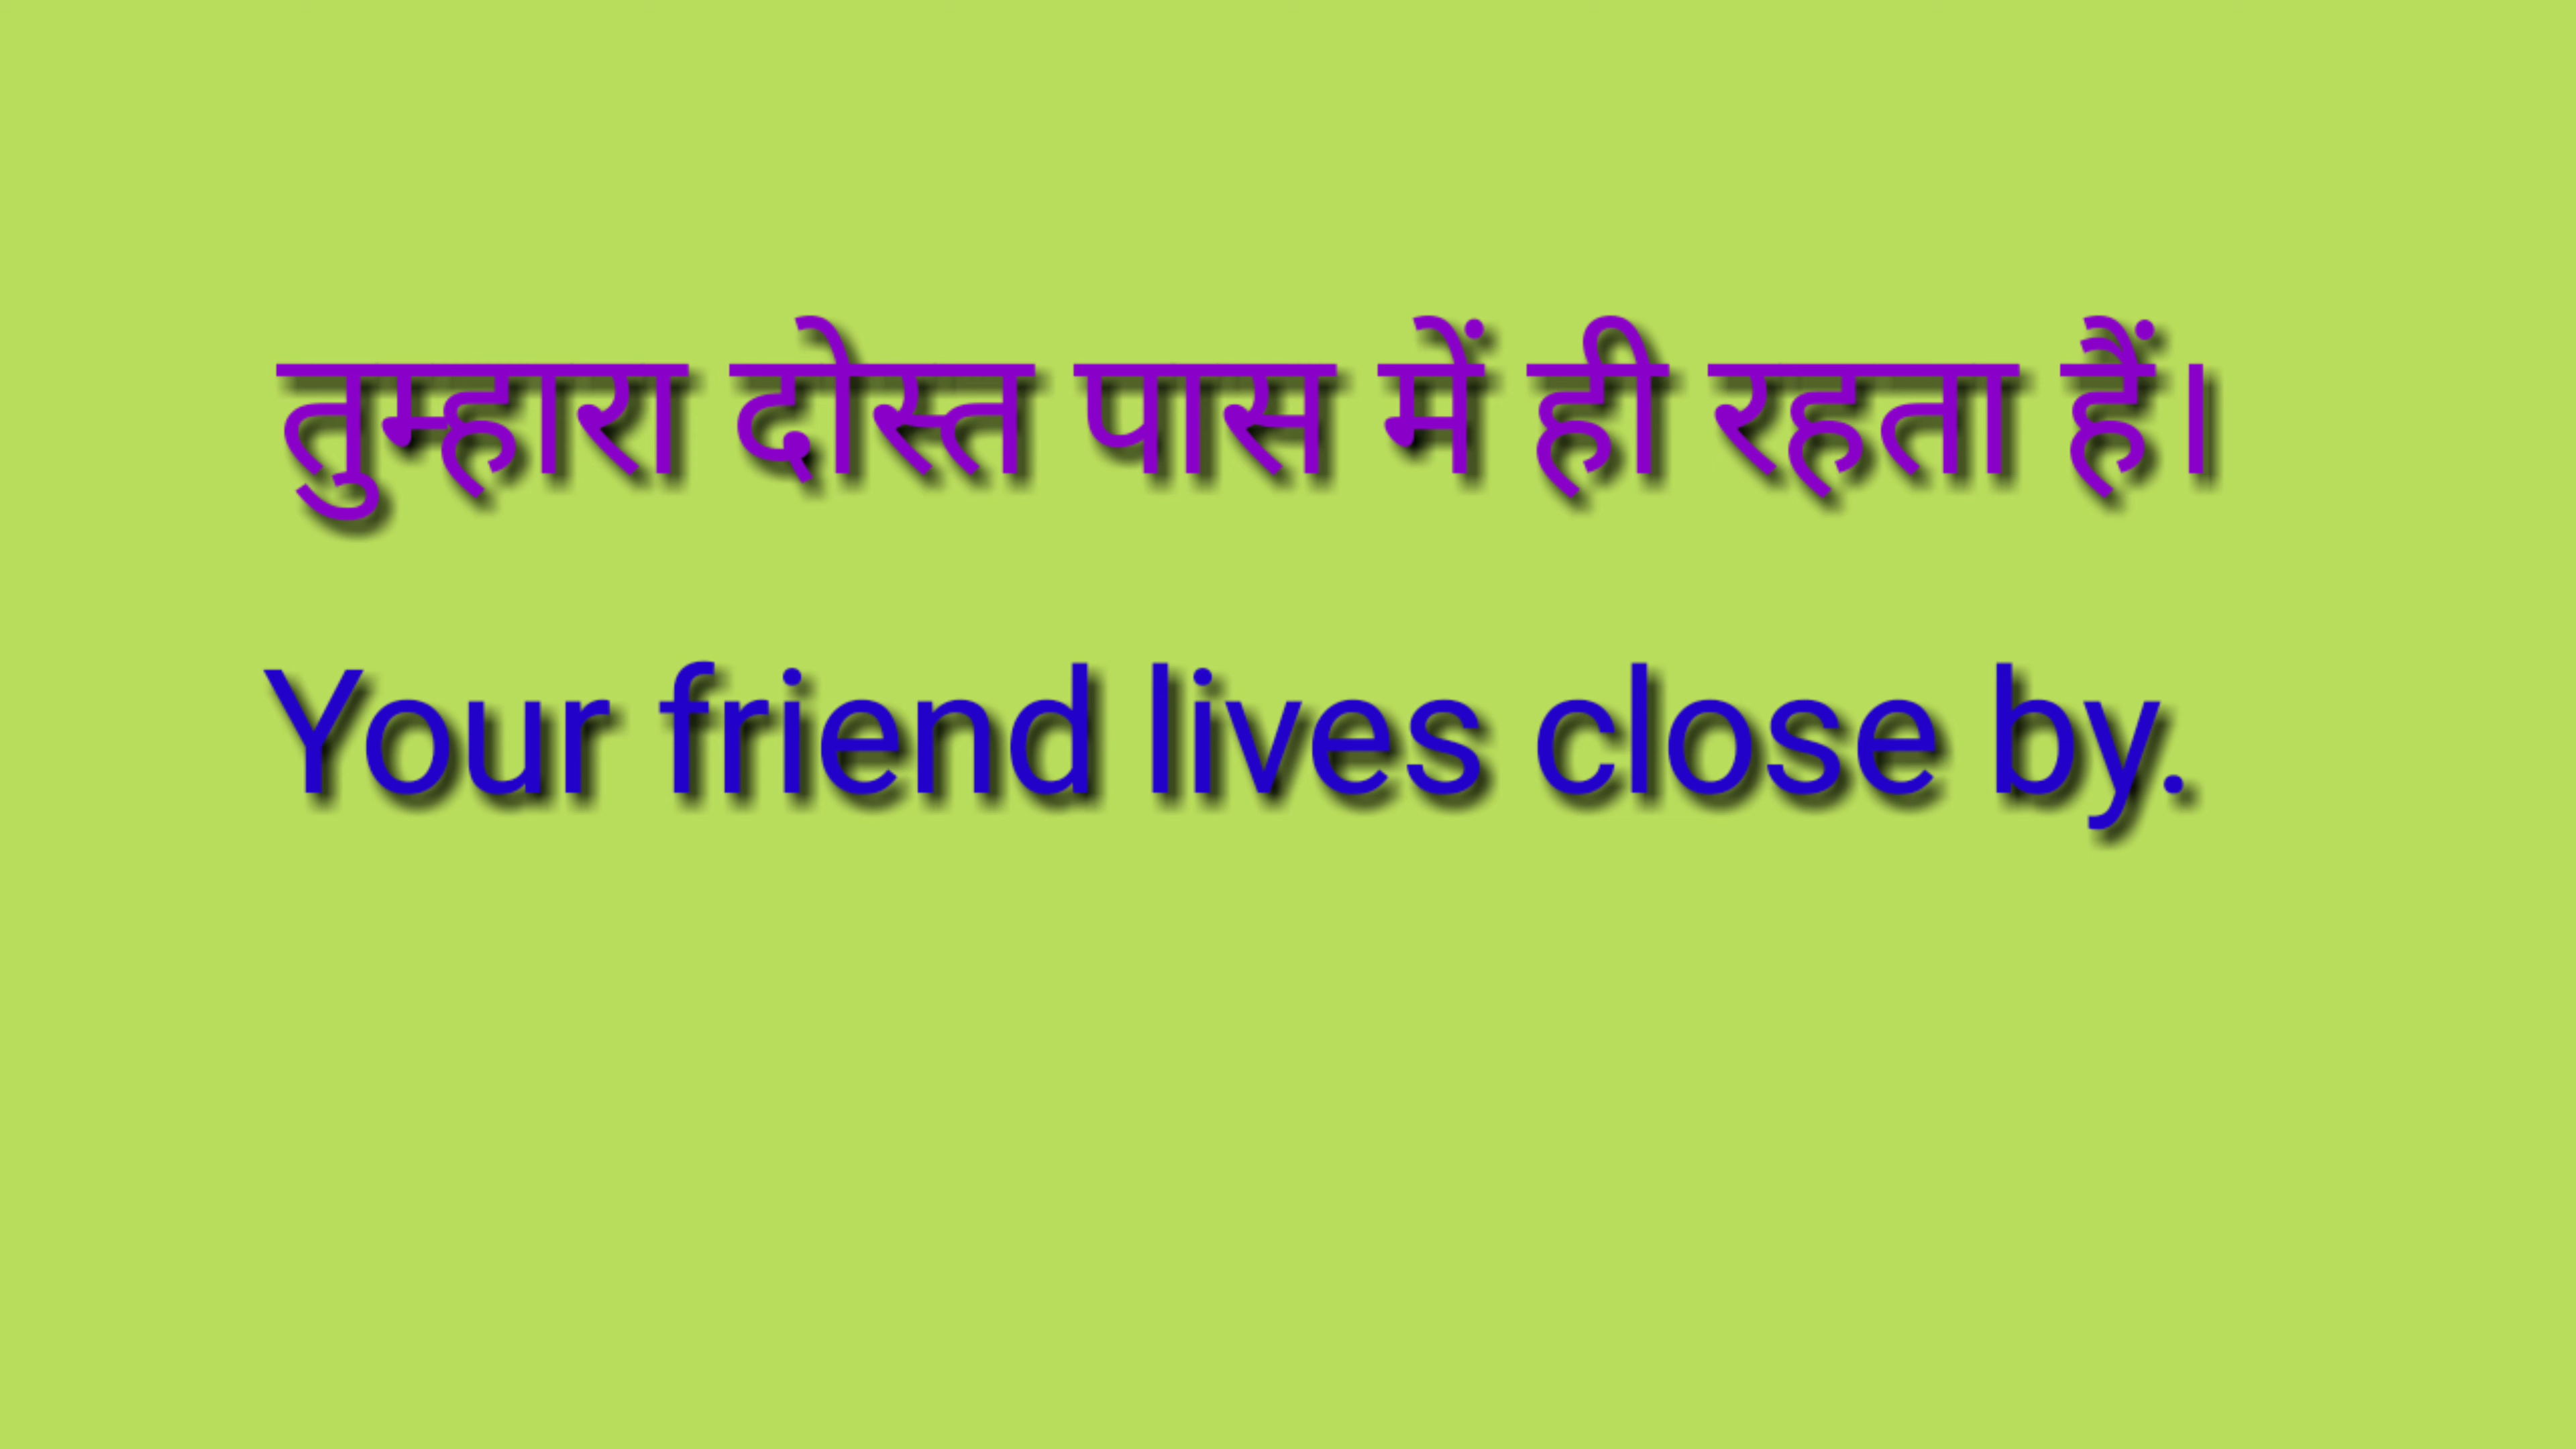 तुम्हारा दोस्त पास में ही रहता हैं।
Your friend lives close by.